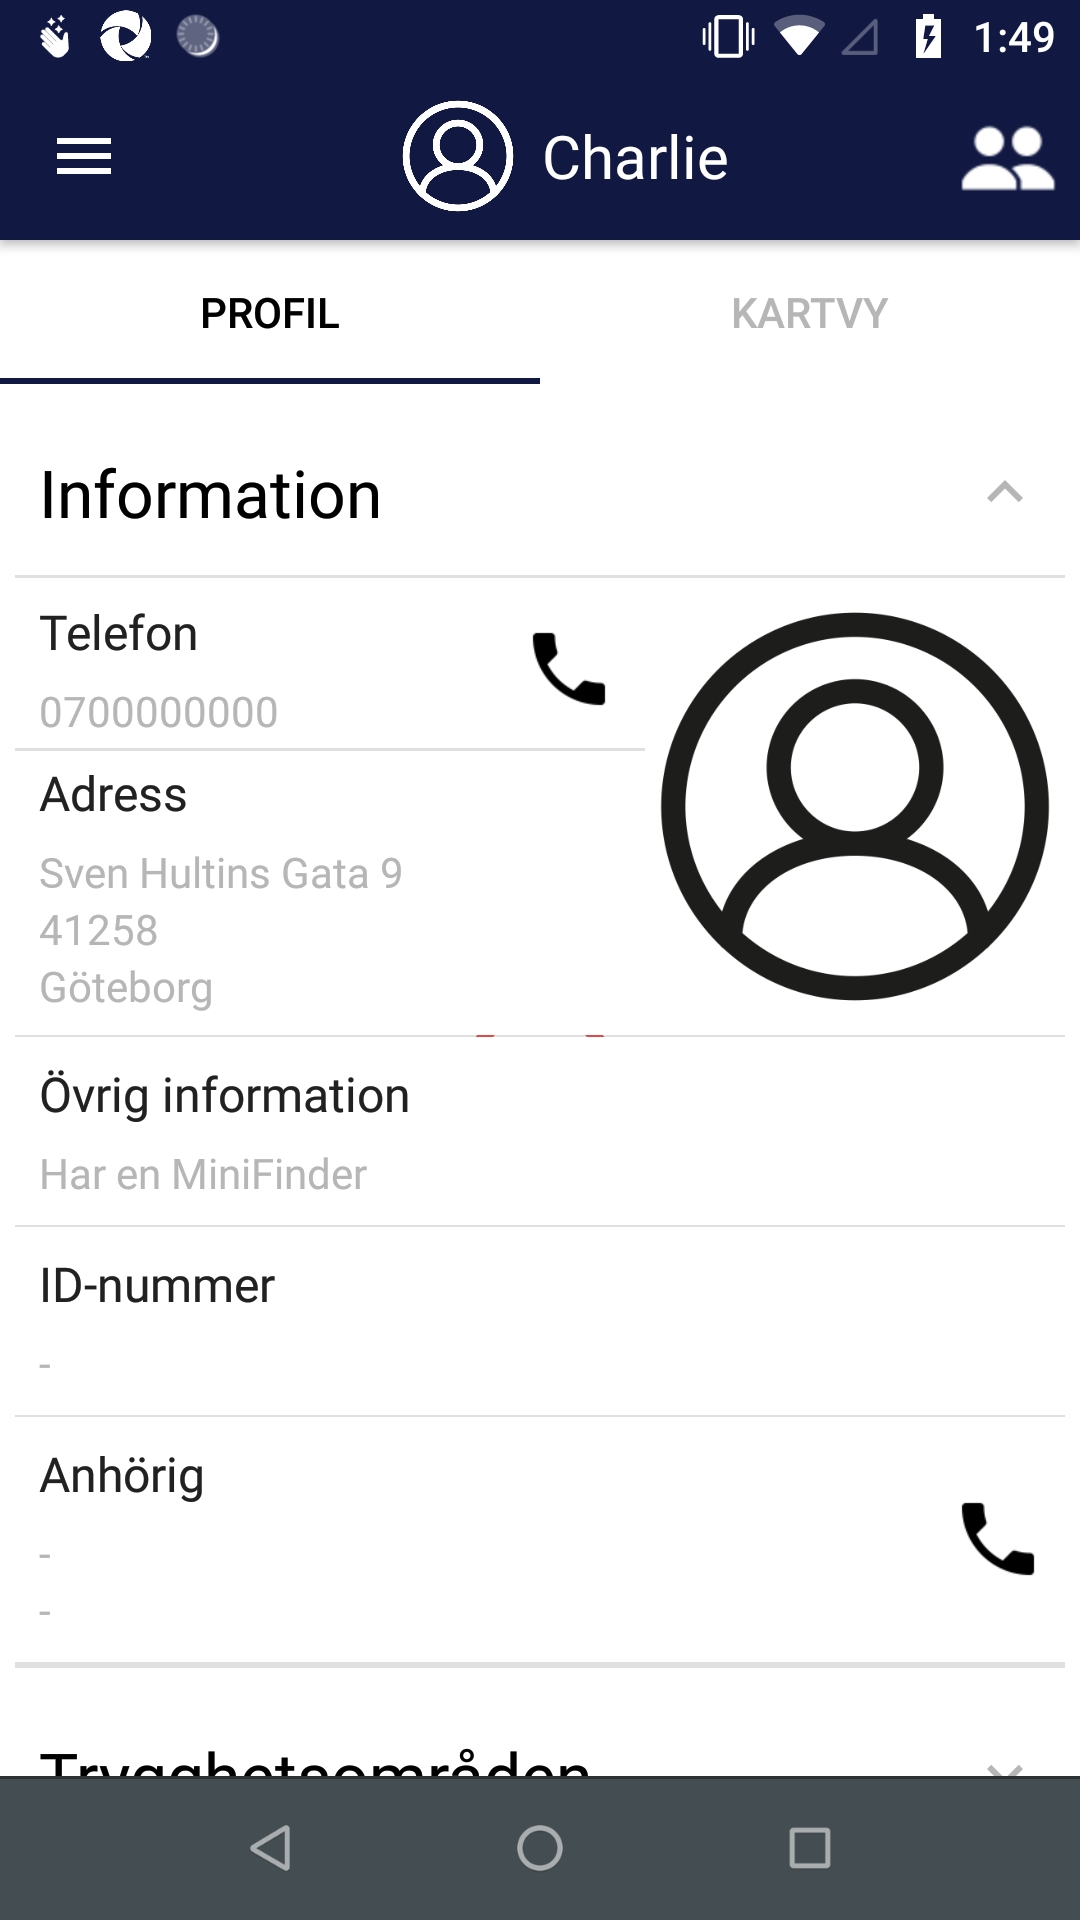 1:49
Charlie
PROFIL
KARTVY
Information
Telefon
0700000000
Adress
Sven Hultins Gata 9
41258
Göteborg
Övrig information
Har en MiniFinder
ID-nummer
-
Anhörig
-
-
Trygghetsområden